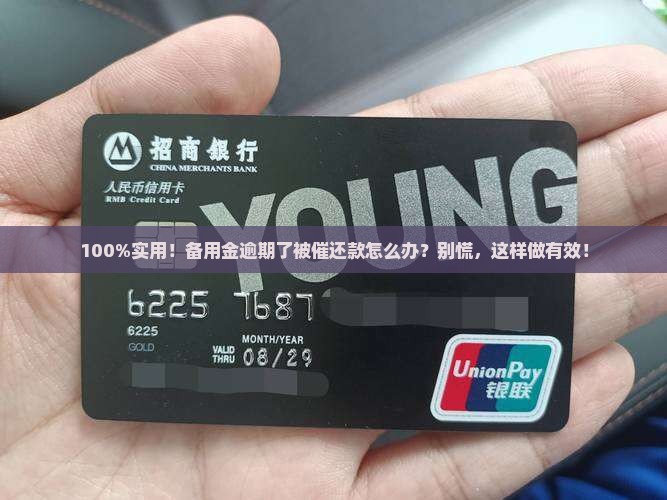 招商银行
CHINA MERCHANTS BANK
人民币信用卡
RMB Credit Card
YOUNG
100%实用！备用金逾期了被催还款怎么办？别慌，这样做有效！
6225 7687
6225
GOLD
MONTH/YEAR
VALID THRU 08/29
UnionPay
银联